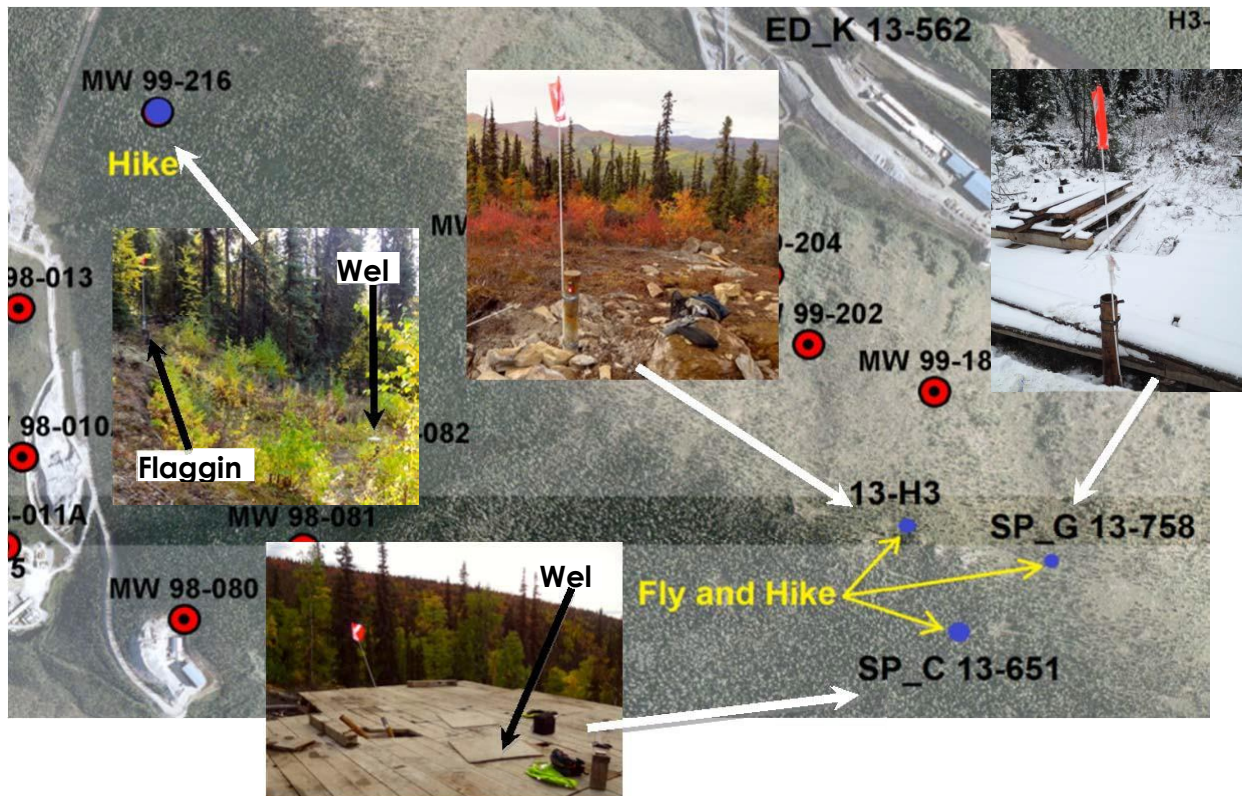 ED_K 13-562
H3-
MW 99-216
Hike
MW
-204
98-013
Wel
W 99-202
MW 99-18
W 98-010
-082
Flaggin
13-H3
-011A
MW 98-081
SP_G 13-758
5
MW 98-080
Wel
Fly and Hike
SP_C 13-651